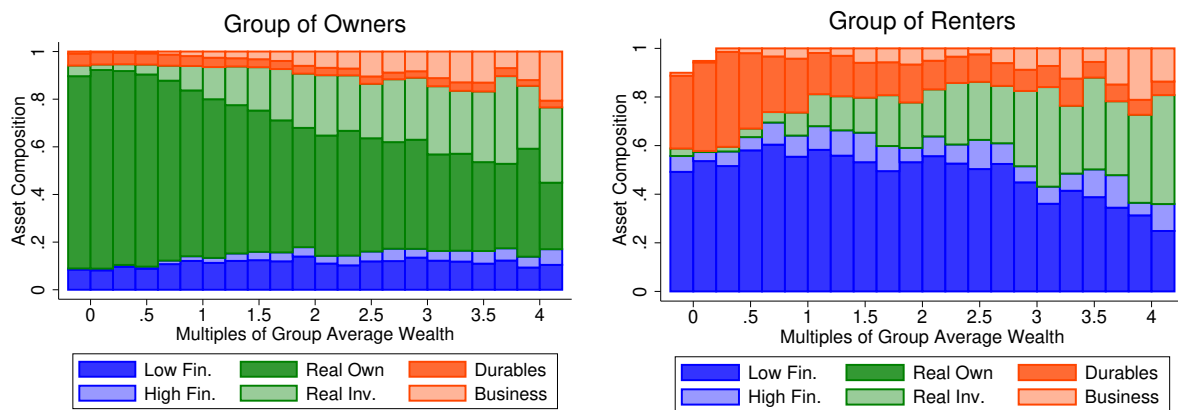 Group of Owners
Asset Composition
0 .2 .4 .6 .8 1
0 .5 1 1.5 2 2.5 3 3.5 4
Multiples of Group Average Wealth
Low Fin. Real Own Durables
High Fin. Real Inv. Business
Group of Renters
Asset Composition
0 .2 .4 .6 .8 1
0 .5 1 1.5 2 2.5 3 3.5 4
Multiples of Group Average Wealth
Low Fin. Real Own Durables
High Fin. Real Inv. Business